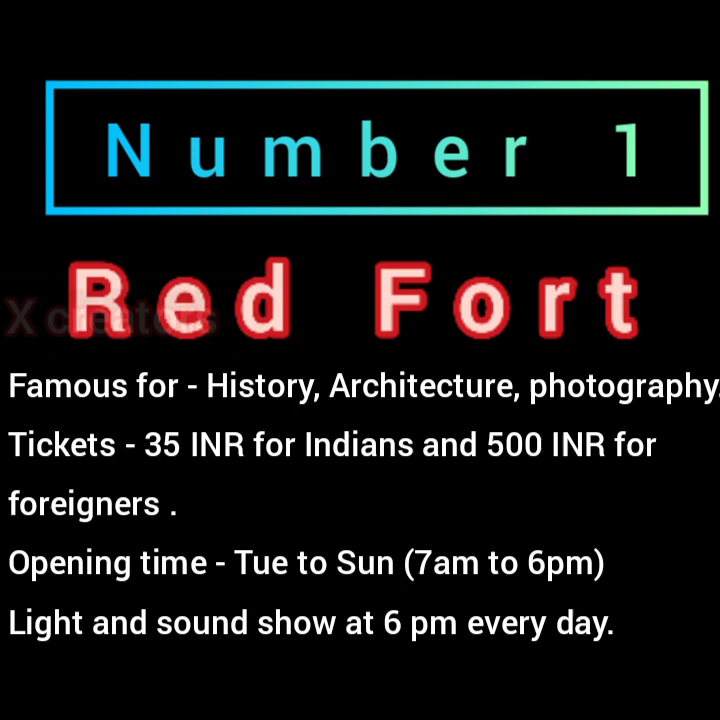 Number 1
Red Fort
X creators
Famous for - History, Architecture, photography.
Tickets - 35 INR for Indians and 500 INR for
foreigners .
Opening time - Tue to Sun (7am to 6pm)
Light and sound show at 6 pm every day.